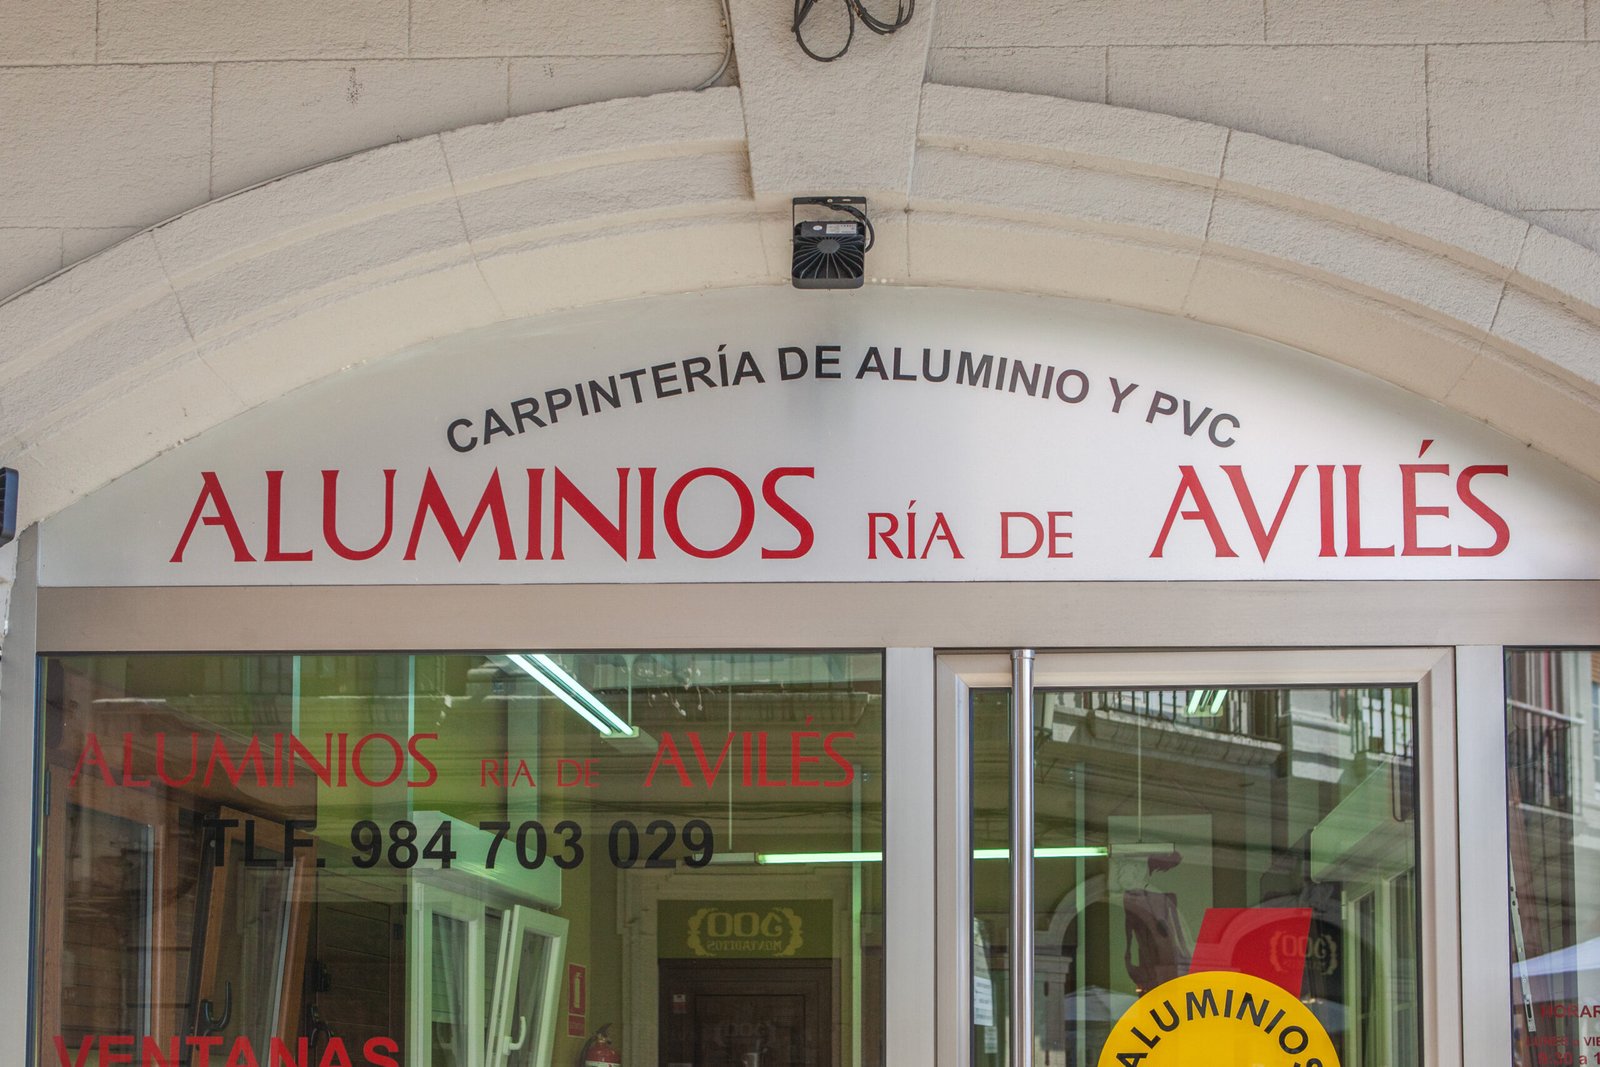 CARPINTERÍA DE ALUMINIO Y PVC
ALUMINIOS RÍA DE AVILÉS
ALUMINIOS RÍA DE AVILÉS
TLF. 984 703 029
VENTANAS
ALUMINIOS